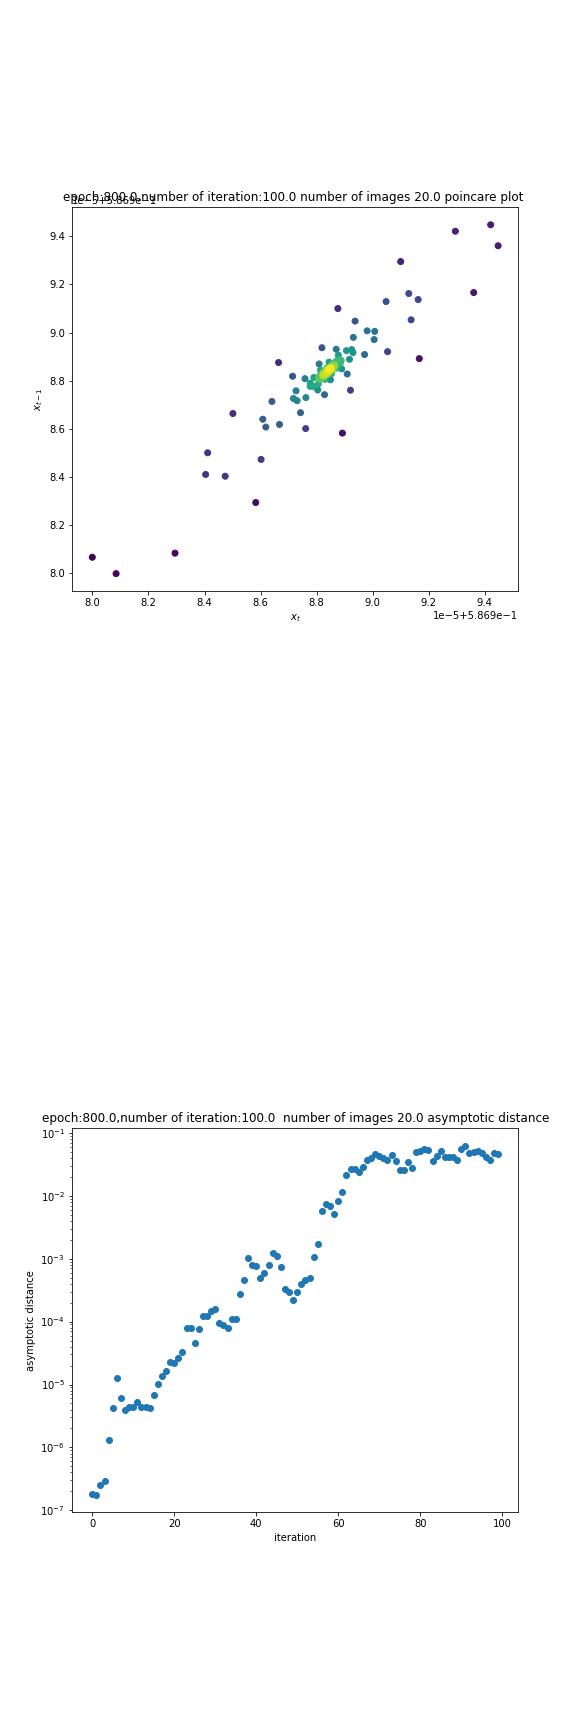 epoch:800.0,number of iteration:100.0 number of images 20.0 poincare plot
1e−5+5.869e−1
9.4
9.2
9.0
8.8
8.6
8.4
8.2
8.0
x_{t−1}
8.0 8.2 8.4 8.6 8.8 9.0 9.2 9.4
x_t
1e−5+5.869e−1
epoch:800.0,number of iteration:100.0  number of images 20.0 asymptotic distance
10^{−1}
10^{−2}
10^{−3}
10^{−4}
10^{−5}
10^{−6}
10^{−7}
asymptotic distance
0 20 40 60 80 100
iteration